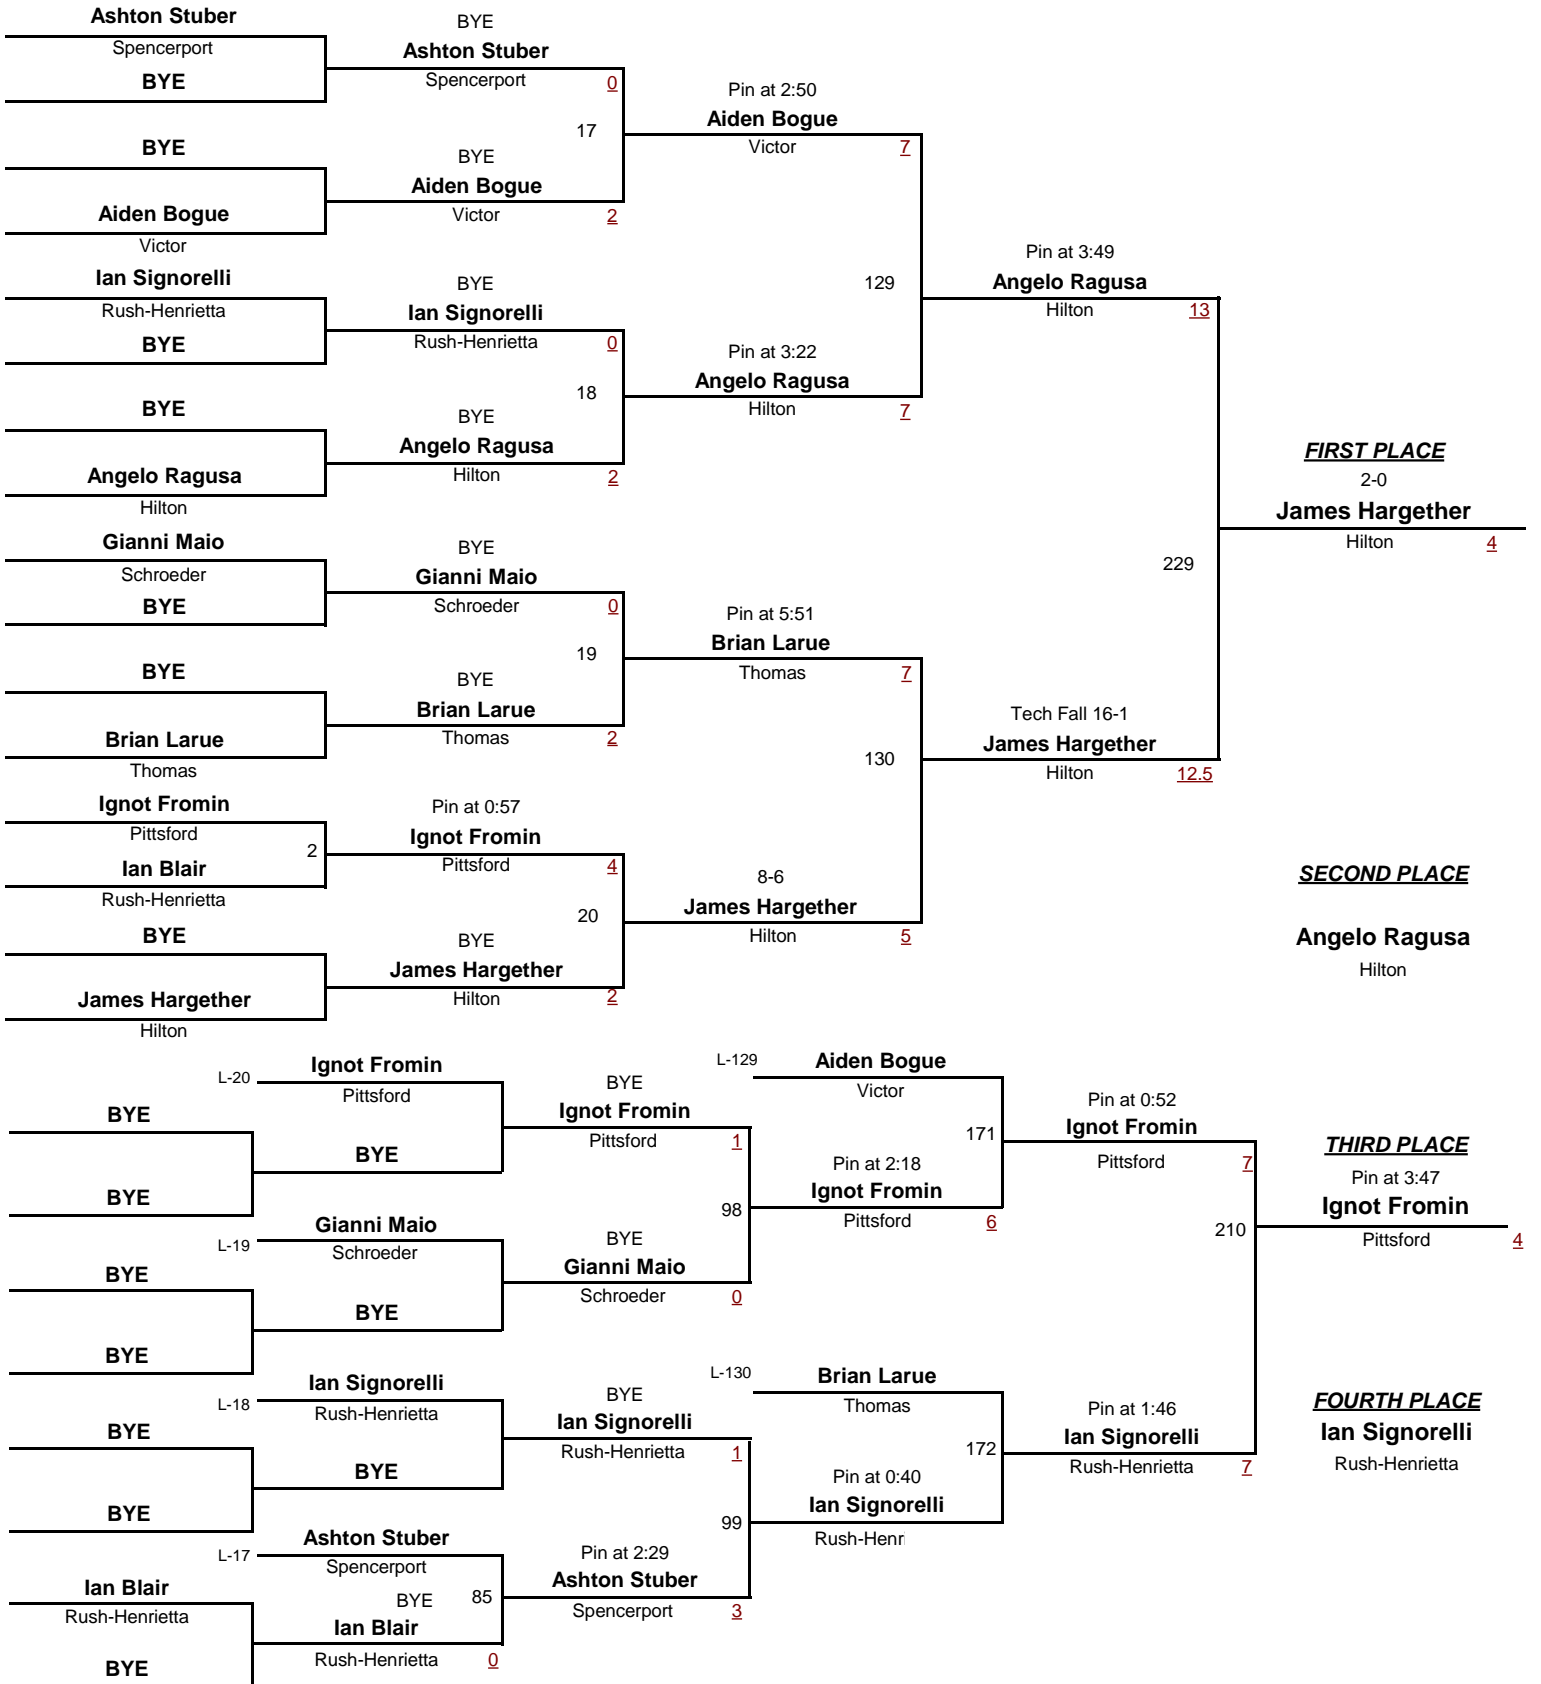 Ashton Stuber
Spencerport
BYE
BYE
Aiden Bogue
Victor
Ian Signorelli
Rush-Henrietta
BYE
BYE
Angelo Ragusa
Hilton
Gianni Maio
Schroeder
BYE
BYE
Brian Larue
Thomas
Ignot Fromin
Pittsford
2
Ian Blair
Rush-Henrietta
BYE
James Hargether
Hilton
BYE
Ashton Stuber
Spencerport
0
17
BYE
Aiden Bogue
Victor
2
BYE
Ian Signorelli
Rush-Henrietta
0
18
BYE
Angelo Ragusa
Hilton
2
BYE
Gianni Maio
Schroeder
0
19
BYE
Brian Larue
Thomas
2
Pin at 0:57
Ignot Fromin
Pittsford
4
20
BYE
James Hargether
Hilton
2
Pin at 2:50
Aiden Bogue
Victor
7
129
Pin at 3:22
Angelo Ragusa
Hilton
7
Pin at 5:51
Brian Larue
Thomas
7
130
8-6
James Hargether
Hilton
5
Pin at 3:49
Angelo Ragusa
Hilton
13
229
Tech Fall 16-1
James Hargether
Hilton
12.5
FIRST PLACE
2-0
James Hargether
Hilton
4
SECOND PLACE
Angelo Ragusa
Hilton
BYE
BYE
BYE
BYE
BYE
BYE
Ian Blair
Rush-Henrietta
BYE
L-20
Ignot Fromin
Pittsford
BYE
L-19
Gianni Maio
Schroeder
BYE
L-18
Ian Signorelli
Rush-Henrietta
BYE
L-17
Ashton Stuber
Spencerport
BYE
85
Ian Blair
Rush-Henrietta
0
BYE
Ignot Fromin
Pittsford
1
98
BYE
Gianni Maio
Schroeder
0
BYE
Ian Signorelli
Rush-Henrietta
1
99
Pin at 2:29
Ashton Stuber
Spencerport
3
L-129
Aiden Bogue
Victor
171
Pin at 2:18
Ignot Fromin
Pittsford
6
L-130
Brian Larue
Thomas
172
Pin at 0:40
Ian Signorelli
Rush-Henri
Pin at 0:52
Ignot Fromin
Pittsford
7
210
Pin at 1:46
Ian Signorelli
Rush-Henrietta
7
THIRD PLACE
Pin at 3:47
Ignot Fromin
Pittsford
4
FOURTH PLACE
Ian Signorelli
Rush-Henrietta